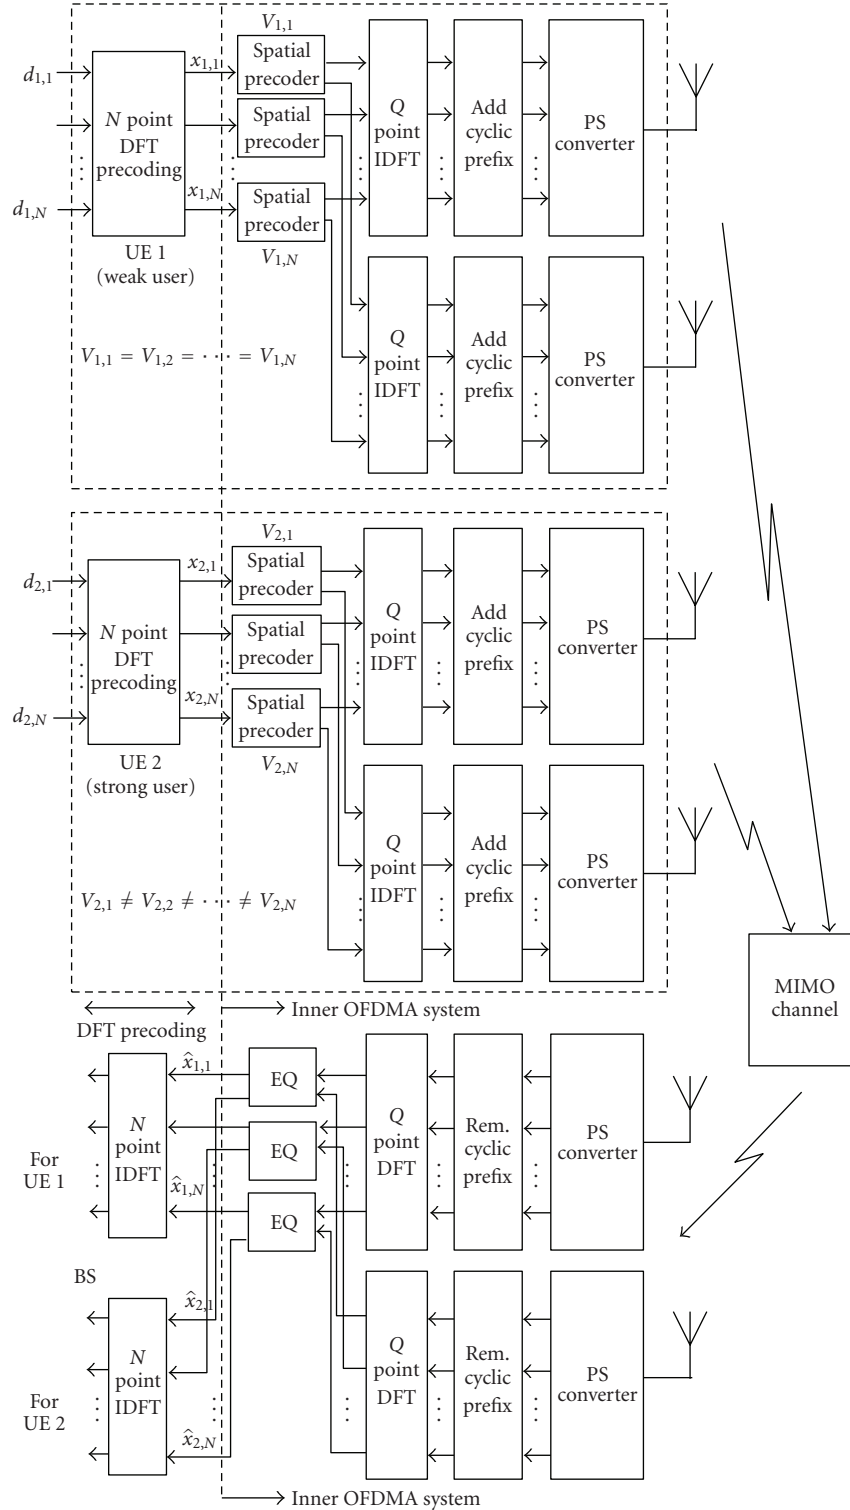 V1,1
d1,1
x1,1
Spatial
precoder
N point
DFT
precoding
Spatial
precoder
Q
point
IDFT
Add
cyclic
prefix
PS
converter
d1,N
x1,N
Spatial
precoder
V1,N
UE 1
(weak user)
V1,1 = V1,2 = · · · = V1,N
Q
point
IDFT
Add
cyclic
prefix
PS
converter
V2,1
d2,1
x2,1
Spatial
precoder
N point
DFT
precoding
Spatial
precoder
Q
point
IDFT
Add
cyclic
prefix
PS
converter
d2,N
x2,N
Spatial
precoder
V2,N
UE 2
(strong user)
V2,1 ≠ V2,2 ≠ · · · ≠ V2,N
Q
point
IDFT
Add
cyclic
prefix
PS
converter
MIMO
channel
Inner OFDMA system
DFT precoding
x̂1,1
EQ
N
point
IDFT
For
UE 1
EQ
x̂1,N
EQ
Q
point
DFT
Rem.
cyclic
prefix
PS
converter
BS
x̂2,1
N
point
IDFT
For
UE 2
x̂2,N
Q
point
DFT
Rem.
cyclic
prefix
PS
converter
Inner OFDMA system